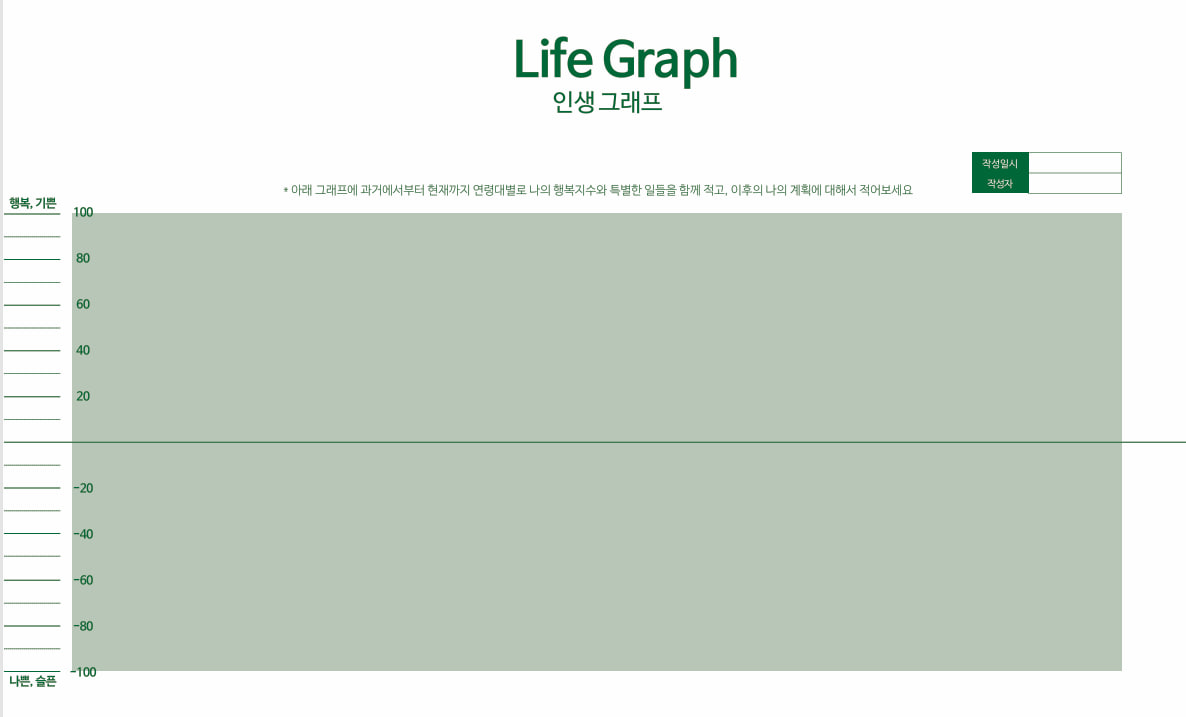 Life Graph
인생 그래프
작성일시
작성자
* 아래 그래프에 과거에서부터 현재까지 연령대별로 나의 행복지수와 특별한 일들을 함께 적고, 이후의 나의 계획에 대해서 적어보세요
행복, 기쁜
100
80
60
40
20
-20
-40
-60
-80
-100
나쁜, 슬픈